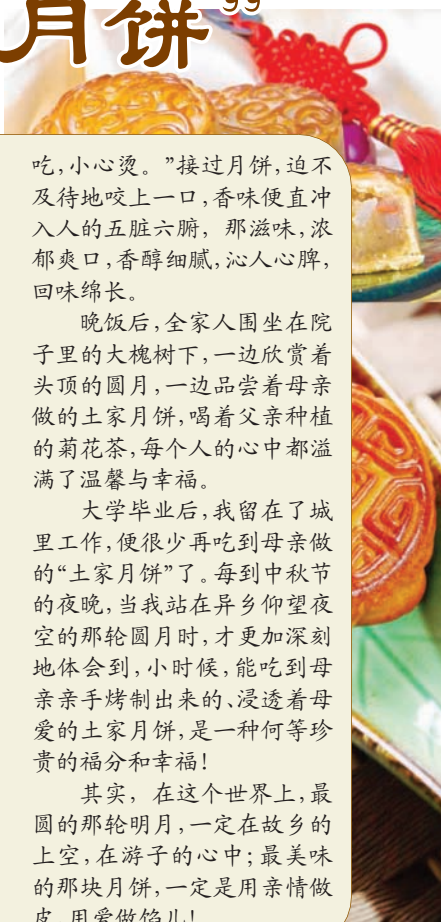 月饼”
吃,小心烫。”接过月饼,迫不
及待地咬上一口,香味便直冲
入人的五脏六腑，那滋味,浓
郁爽口,香醇细腻,沁人心脾,
回味绵长。
晚饭后,全家人围坐在院
子里的大槐树下,一边欣赏着
头顶的圆月,一边品尝着母亲
做的土家月饼,喝着父亲种植
的菊花茶,每个人的心中都溢
满了温馨与幸福。
大学毕业后,我留在了城
里工作,便很少再吃到母亲做
的“土家月饼”了。每到中秋节
的夜晚,当我站在异乡仰望夜
空的那轮圆月时,才更加深刻
地体会到,小时候,能吃到母
亲亲手烤制出来的、浸透着母
爱的土家月饼,是一种何等珍
贵的福分和幸福!
其实，在这个世界上,最
圆的那轮明月,一定在故乡的
上空,在游子的心中;最美味
的那块月饼,一定是用亲情做
皮,用爱做馅儿!